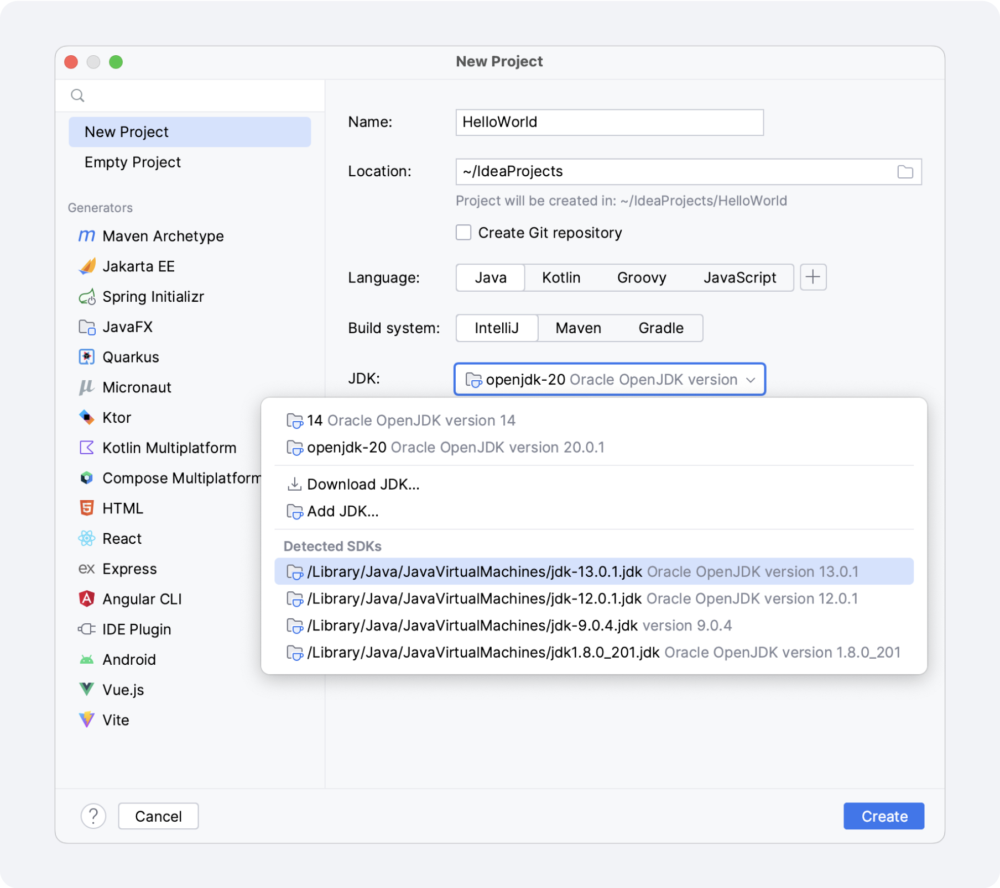 New Project
New Project
Empty Project
Generators
m Maven Archetype
Jakarta EE
Spring Initializr
JavaFX
Quarkus
μ Micronaut
Ktor
Kotlin Multiplatform
Compose Multiplatform
5 HTML
React
ex Express
A Angular CLI
IDE Plugin
Android
Vue.js
Vite
Name: HelloWorld
Location: ~/IdeaProjects
Project will be created in: ~/IdeaProjects/HelloWorld
Create Git repository
Language: Java Kotlin Groovy JavaScript +
Build system: IntelliJ Maven Gradle
JDK: openjdk-20 Oracle OpenJDK version
14 Oracle OpenJDK version 14
openjdk-20 Oracle OpenJDK version 20.0.1
Download JDK...
Add JDK...
Detected SDKs
/Library/Java/JavaVirtualMachines/jdk-13.0.1.jdk Oracle OpenJDK version 13.0.1
/Library/Java/JavaVirtualMachines/jdk-12.0.1.jdk Oracle OpenJDK version 12.0.1
/Library/Java/JavaVirtualMachines/jdk-9.0.4.jdk version 9.0.4
/Library/Java/JavaVirtualMachines/jdk1.8.0_201.jdk Oracle OpenJDK version 1.8.0_201
? Cancel Create